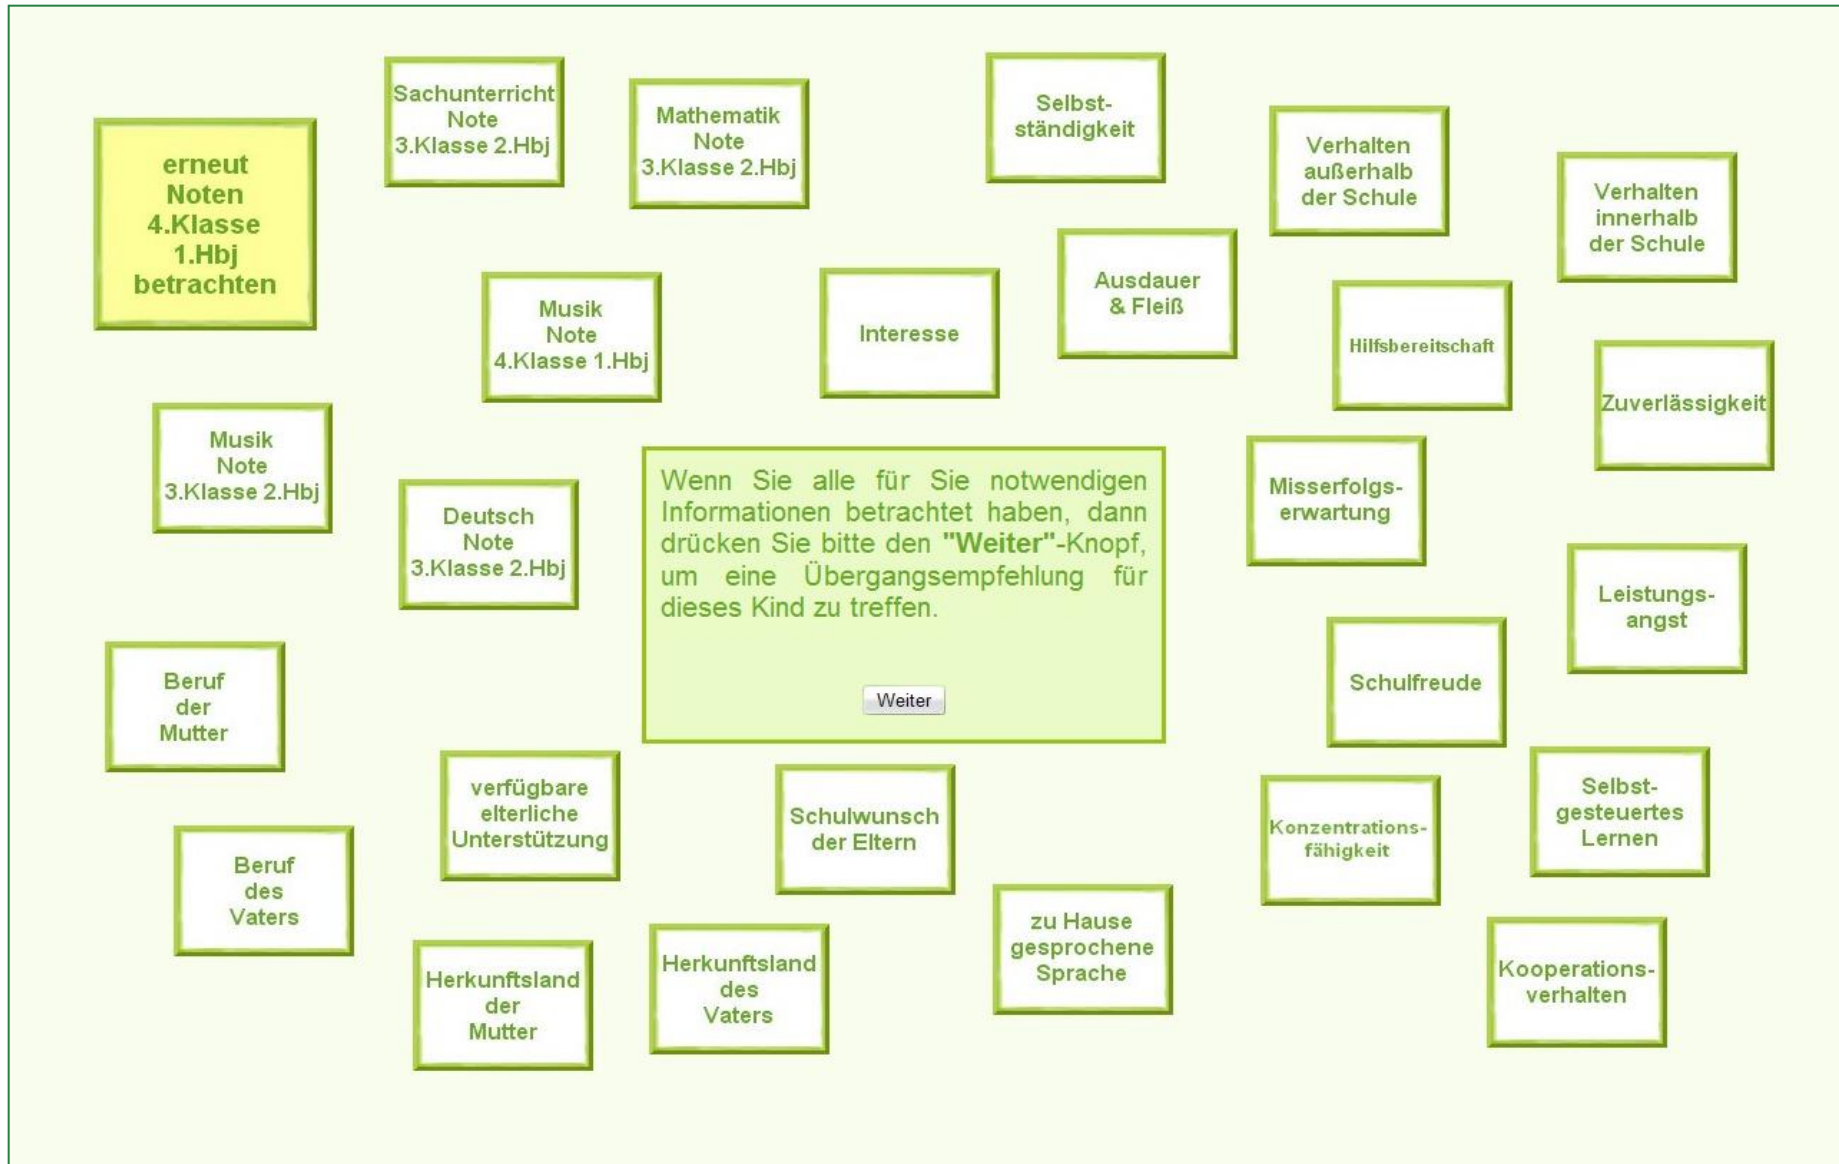 Sachunterricht
Note
3.Klasse 2.Hbj
Mathematik
Note
3.Klasse 2.Hbj
Selbst-
ständigkeit
Verhalten
außerhalb
der Schule
Verhalten
innerhalb
der Schule
erneut
Noten
4.Klasse
1.Hbj
betrachten
Musik
Note
4.Klasse 1.Hbj
Interesse
Ausdauer
& Fleiß
Hilfsbereitschaft
Zuverlässigkeit
Musik
Note
3.Klasse 2.Hbj
Deutsch
Note
3.Klasse 2.Hbj
Wenn Sie alle für Sie notwendigen
Informationen betrachtet haben, dann
drücken Sie bitte den "Weiter"-Knopf,
um eine Übergangsempfehlung für
dieses Kind zu treffen.
Weiter
Misserfolgs-
erwartung
Leistungs-
angst
Schulfreude
Beruf
der
Mutter
verfügbare
elterliche
Unterstützung
Schulwunsch
der Eltern
Konzentrations-
fähigkeit
Selbst-
gesteuertes
Lernen
Beruf
des
Vaters
Herkunftsland
der
Mutter
Herkunftsland
des
Vaters
zu Hause
gesprochene
Sprache
Kooperations-
verhalten